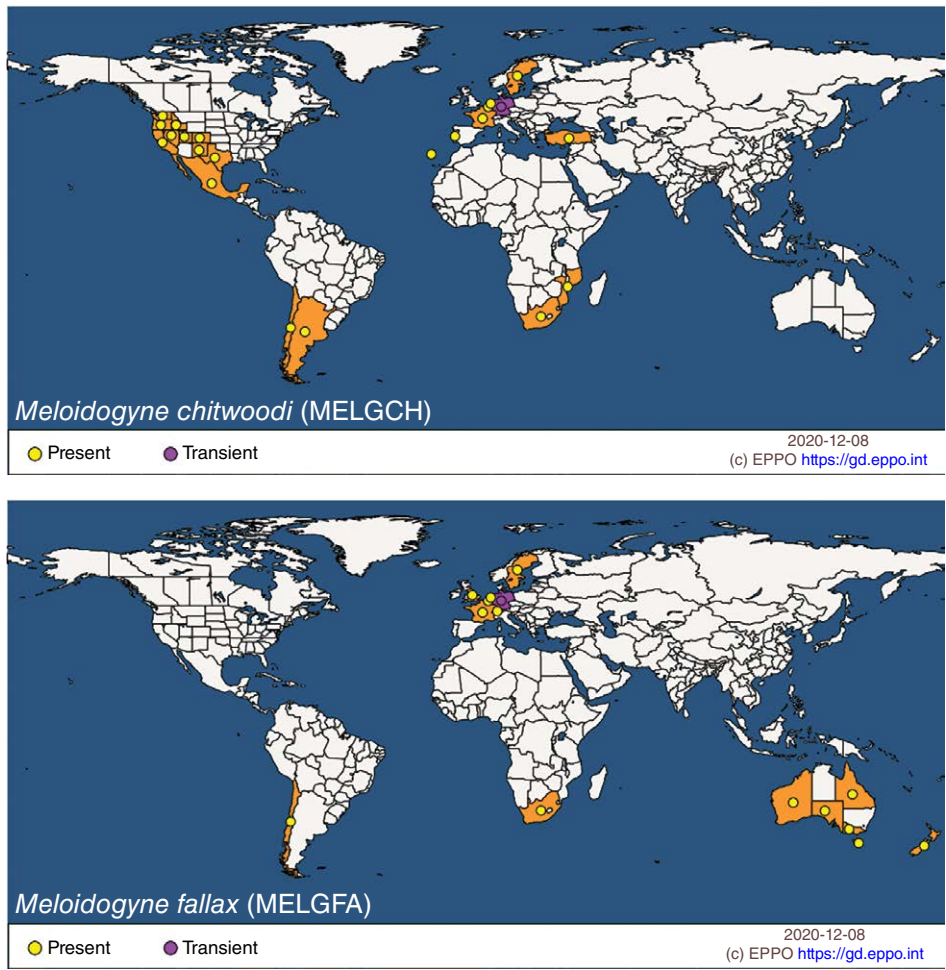 Meloidogyne chitwoodi (MELGCH)
Present
Transient
2020-12-08
(c) EPPO https://gd.eppo.int
Meloidogyne fallax (MELGFA)
Present
Transient
2020-12-08
(c) EPPO https://gd.eppo.int